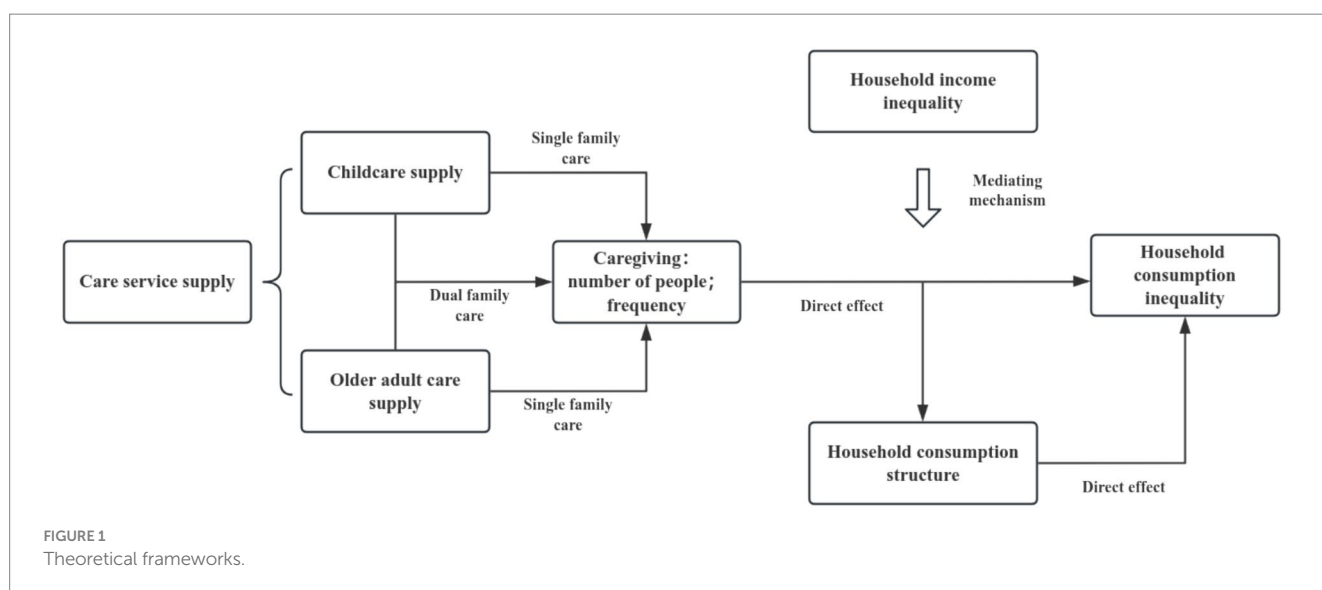 Household income
inequality
Single family
care
Childcare supply
Mediating
mechanism
Care service supply
Dual family
care
Caregiving:
number of people;
frequency
Direct effect
Household
consumption
inequality
Older adult care
supply
Single family
care
Household consumption
structure
Direct effect
FIGURE 1
Theoretical frameworks.